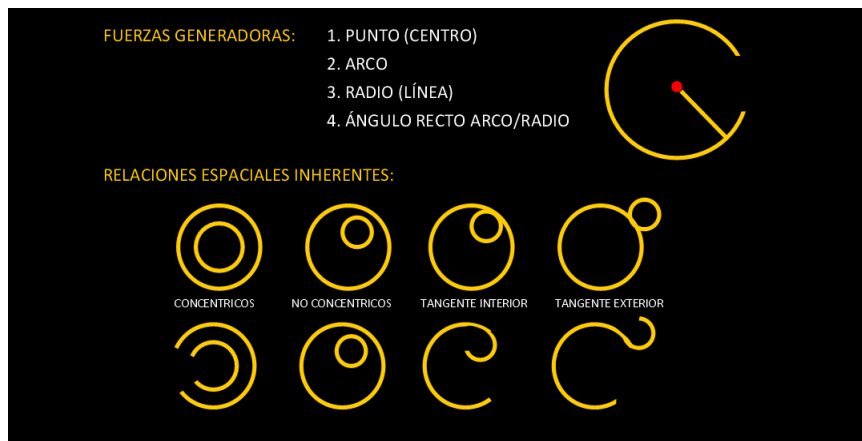 FUERZAS GENERADORAS:
1. PUNTO (CENTRO)
2. ARCO
3. RADIO (LÍNEA)
4. ÁNGULO RECTO ARCO/RADIO
RELACIONES ESPACIALES INHERENTES:
CONCENTRICOS
NO CONCENTRICOS
TANGENTE INTERIOR
TANGENTE EXTERIOR